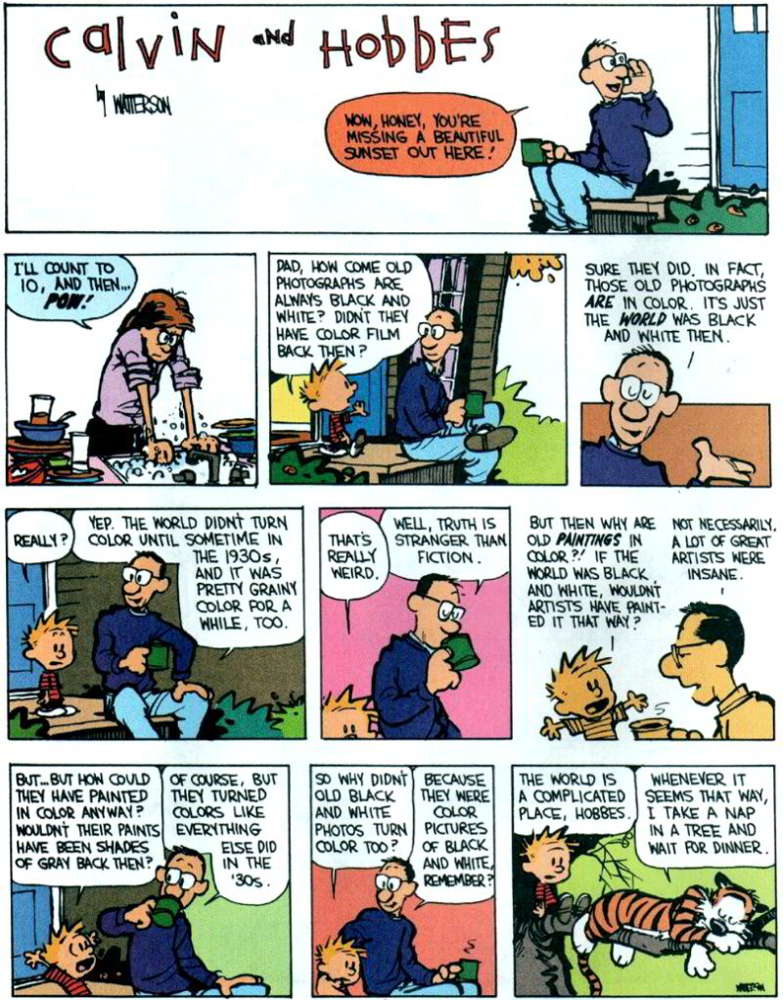 CALVIN AND HOBBES
by WATTERSON
WOW, HONEY, YOU'RE
MISSING A BEAUTIFUL
SUNSET OUT HERE!
I'LL COUNT TO
10, AND THEN...
POW!
DAD, HOW COME OLD
PHOTOGRAPHS ARE
ALWAYS BLACK AND
WHITE? DIDN'T THEY
HAVE COLOR FILM
BACK THEN?
SURE THEY DID. IN FACT,
THOSE OLD PHOTOGRAPHS
ARE IN COLOR. IT'S JUST
THE WORLD WAS BLACK
AND WHITE THEN.
REALLY?
YEP. THE WORLD DIDN'T TURN
COLOR UNTIL SOMETIME IN
THE 1930s,
AND IT WAS
PRETTY GRAINY
COLOR FOR A
WHILE, TOO.
THAT'S
REALLY
WEIRD.
WELL, TRUTH IS
STRANGER THAN
FICTION.
BUT THEN WHY ARE
OLD PAINTINGS IN
COLOR?! IF THE
WORLD WAS BLACK
AND WHITE, WOULDN'T
ARTISTS HAVE PAINT-
ED IT THAT WAY?
NOT NECESSARILY.
A LOT OF GREAT
ARTISTS WERE
INSANE.
BUT... BUT HOW COULD
THEY HAVE PAINTED
IN COLOR ANYWAY?
WOULDN'T THEIR PAINTS
HAVE BEEN SHADES
OF GRAY BACK THEN?
OF COURSE, BUT
THEY TURNED
COLORS LIKE
EVERYTHING
ELSE DID
IN THE
'30s.
SO WHY DIDN'T
OLD BLACK
AND WHITE
PHOTOS TURN
COLOR TOO?
BECAUSE
THEY WERE
COLOR
PICTURES
OF BLACK
AND WHITE,
REMEMBER?
THE WORLD IS
A COMPLICATED
PLACE, HOBBES.
WHENEVER IT
SEEMS THAT WAY,
I TAKE A NAP
IN A TREE AND
WAIT FOR DINNER.
WATTERSON